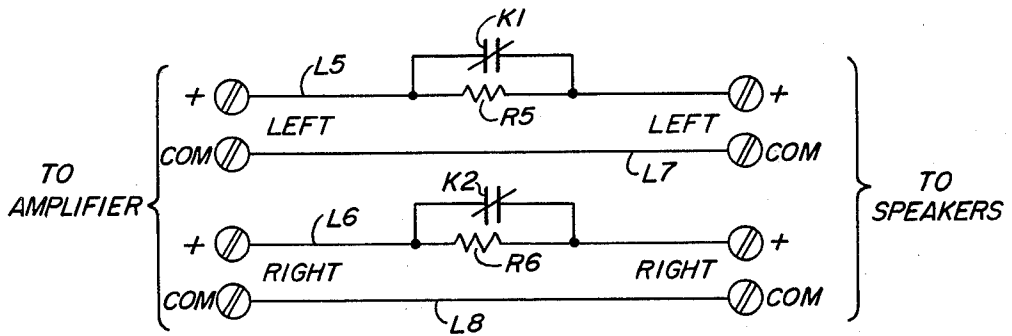 K1
L5
+ +
R5
LEFT LEFT
COM COM
TO AMPLIFIER
L7
TO SPEAKERS
K2
L6
+ +
R6
RIGHT RIGHT
COM COM
L8